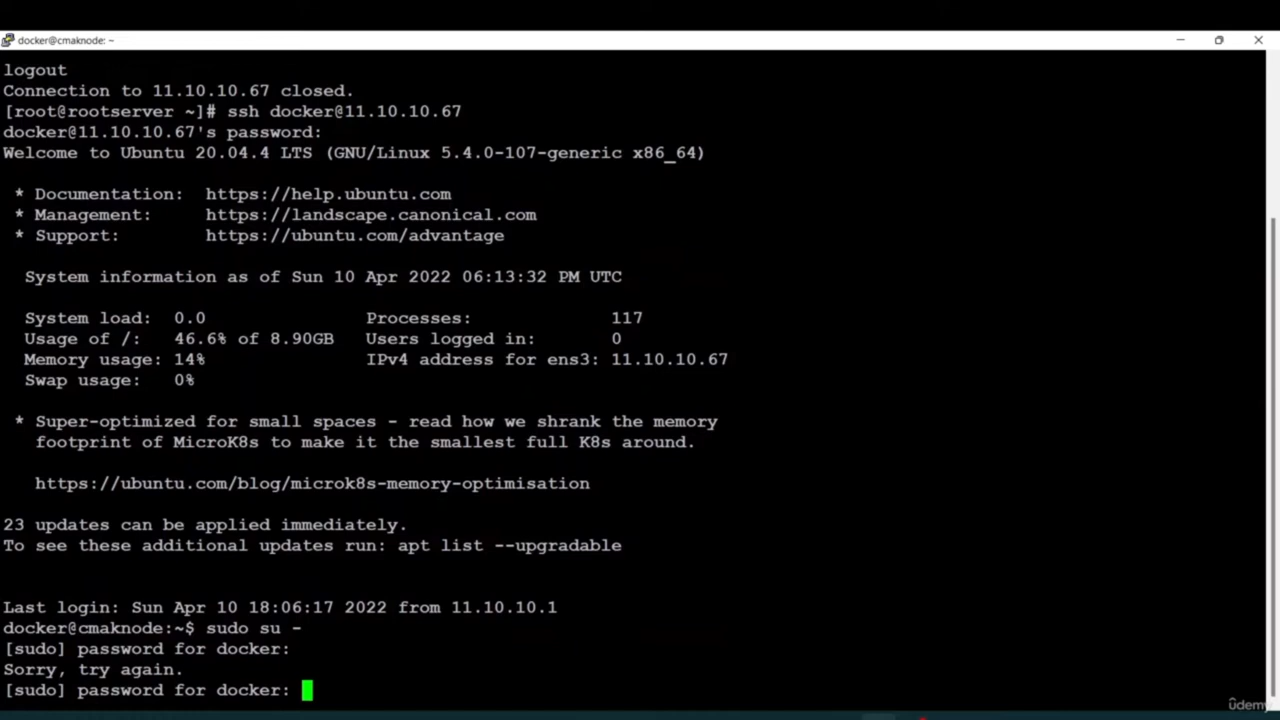 docker@cmaknode: ~
logout
Connection to 11.10.10.67 closed.
[root@rootserver ~]# ssh docker@11.10.10.67
docker@11.10.10.67's password:
Welcome to Ubuntu 20.04.4 LTS (GNU/Linux 5.4.0-107-generic x86_64)
* Documentation:  https://help.ubuntu.com
* Management:     https://landscape.canonical.com
* Support:        https://ubuntu.com/advantage
System information as of Sun 10 Apr 2022 06:13:32 PM UTC
System load:  0.0               Processes:               117
Usage of /:   46.6% of 8.90GB   Users logged in:         0
Memory usage: 14%               IPv4 address for ens3: 11.10.10.67
Swap usage:   0%
* Super-optimized for small spaces - read how we shrank the memory
footprint of MicroK8s to make it the smallest full K8s around.
https://ubuntu.com/blog/microk8s-memory-optimisation
23 updates can be applied immediately.
To see these additional updates run: apt list --upgradable
Last login: Sun Apr 10 18:06:17 2022 from 11.10.10.1
docker@cmaknode:~$ sudo su -
[sudo] password for docker:
Sorry, try again.
[sudo] password for docker:
ûdemy